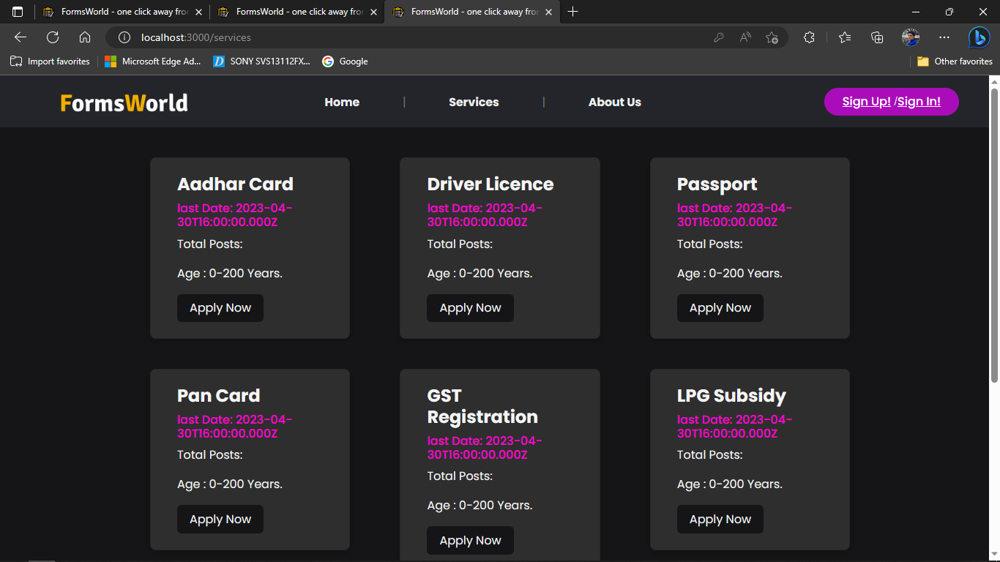 FormsWorld - one click away fro
FormsWorld - one click away fro
FormsWorld - one click away fro
localhost:3000/services
Import favorites
Microsoft Edge Ad...
SONY SVS13112FX...
Google
Other favorites
FormsWorld
Home | Services | About Us
Sign Up! /Sign In!
Aadhar Card
last Date: 2023-04-
30T16:00:00.000Z
Total Posts:
Age : 0-200 Years.
Apply Now
Driver Licence
last Date: 2023-04-
30T16:00:00.000Z
Total Posts:
Age : 0-200 Years.
Apply Now
Passport
last Date: 2023-04-
30T16:00:00.000Z
Total Posts:
Age : 0-200 Years.
Apply Now
Pan Card
last Date: 2023-04-
30T16:00:00.000Z
Total Posts:
Age : 0-200 Years.
Apply Now
GST
Registration
last Date: 2023-04-
30T16:00:00.000Z
Total Posts:
Age : 0-200 Years.
Apply Now
LPG Subsidy
last Date: 2023-04-
30T16:00:00.000Z
Total Posts:
Age : 0-200 Years.
Apply Now